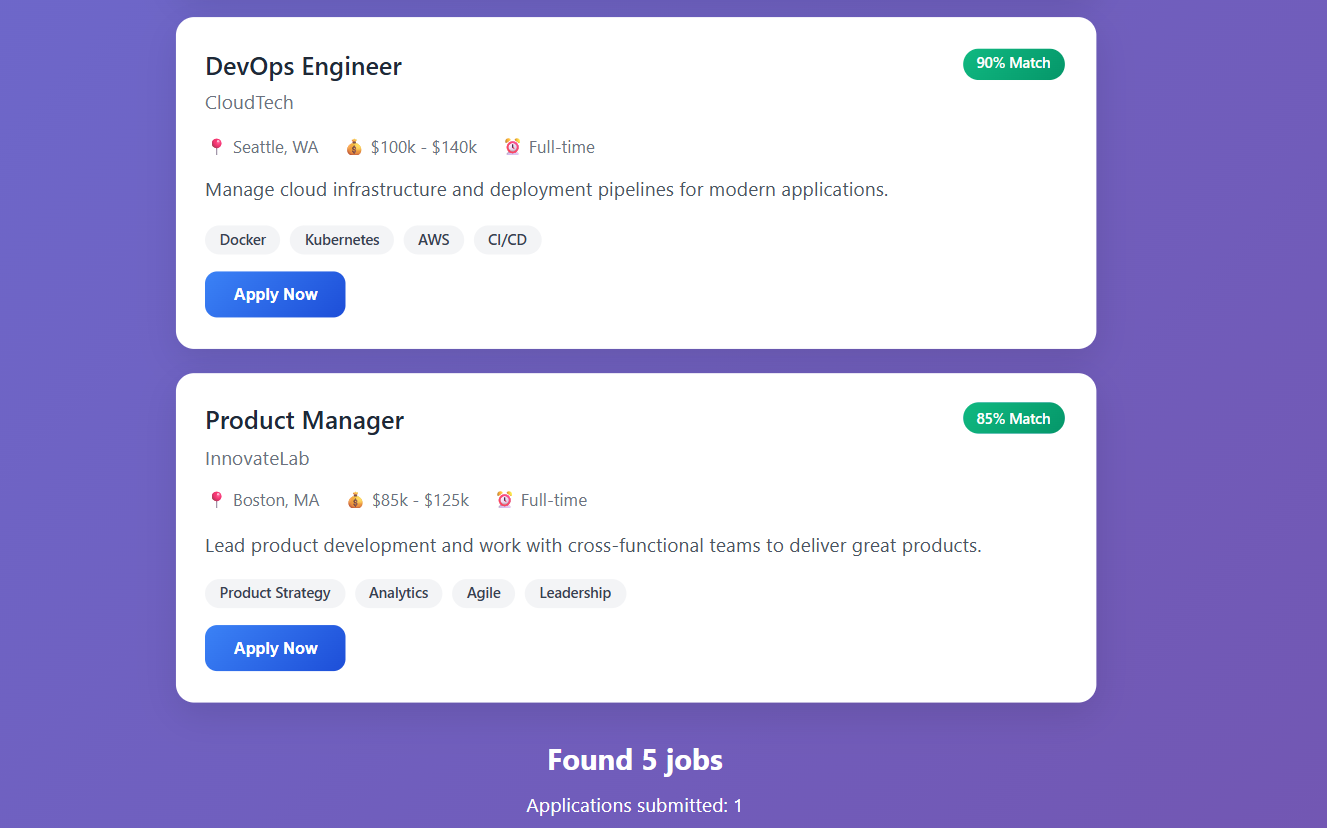 DevOps Engineer
90% Match
CloudTech
Seattle, WA $100k - $140k Full-time
Manage cloud infrastructure and deployment pipelines for modern applications.
Docker Kubernetes AWS CI/CD
Apply Now
Product Manager
85% Match
InnovateLab
Boston, MA $85k - $125k Full-time
Lead product development and work with cross-functional teams to deliver great products.
Product Strategy Analytics Agile Leadership
Apply Now
Found 5 jobs
Applications submitted: 1